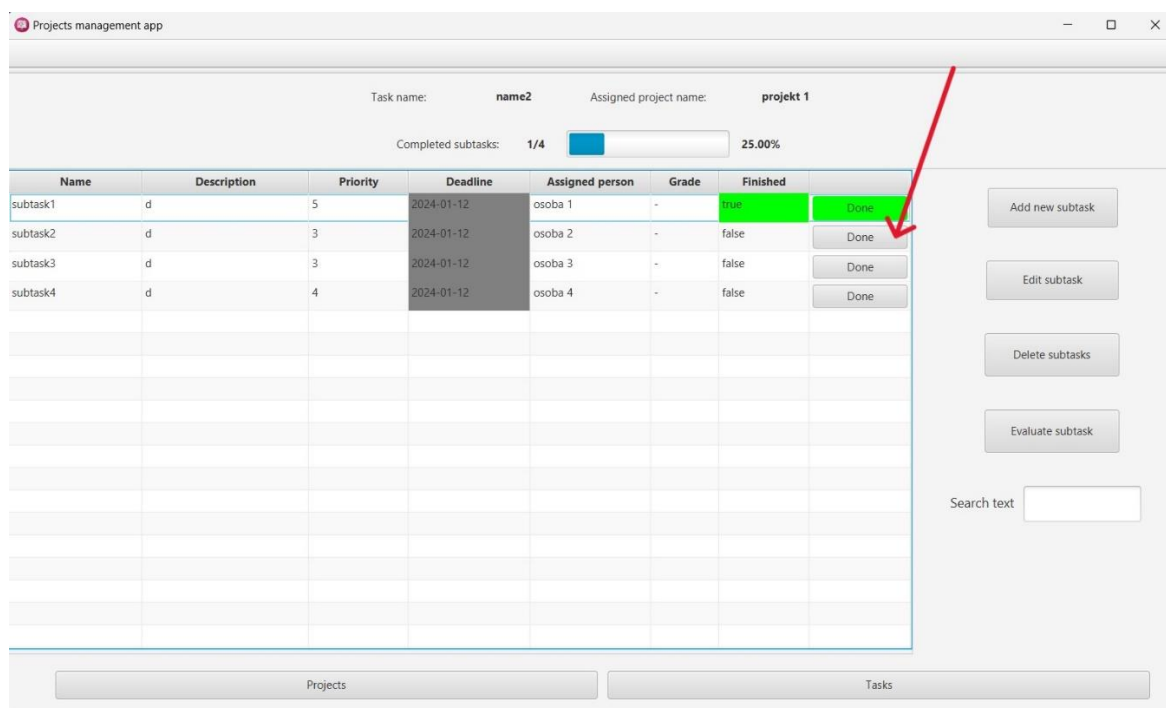 Projects management app
Task name: name2 Assigned project name: projekt 1
Completed subtasks: 1/4 25.00%
Name Description Priority Deadline Assigned person Grade Finished
subtask1 d 5 2024-01-12 osoba 1 - true Done
subtask2 d 3 2024-01-12 osoba 2 - false Done
subtask3 d 3 2024-01-12 osoba 3 - false Done
subtask4 d 4 2024-01-12 osoba 4 - false Done
Add new subtask
Edit subtask
Delete subtasks
Evaluate subtask
Search text
Projects Tasks